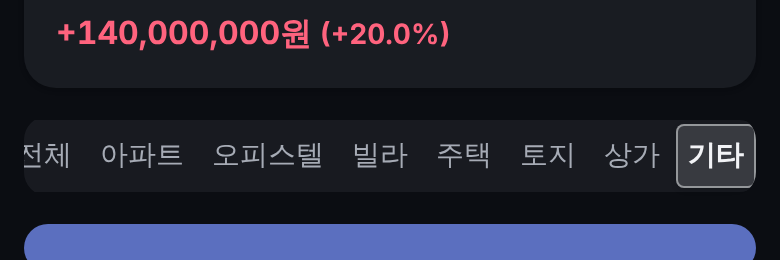 +140,000,000원 (+20.0%)
전체 아파트 오피스텔 빌라 주택 토지 상가 기타